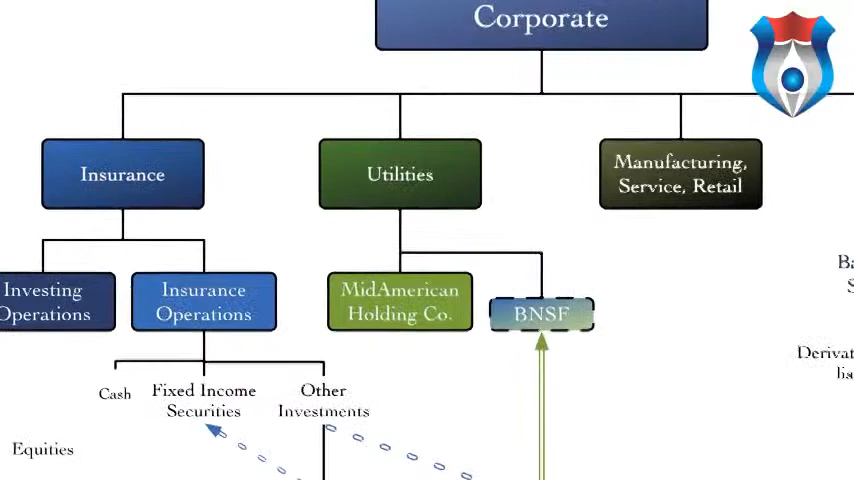 Corporate
Insurance
Utilities
Manufacturing,
Service, Retail
Investing
Operations
Insurance
Operations
MidAmerican
Holding Co.
BNSF
Cash
Fixed Income
Securities
Other
Investments
Equities